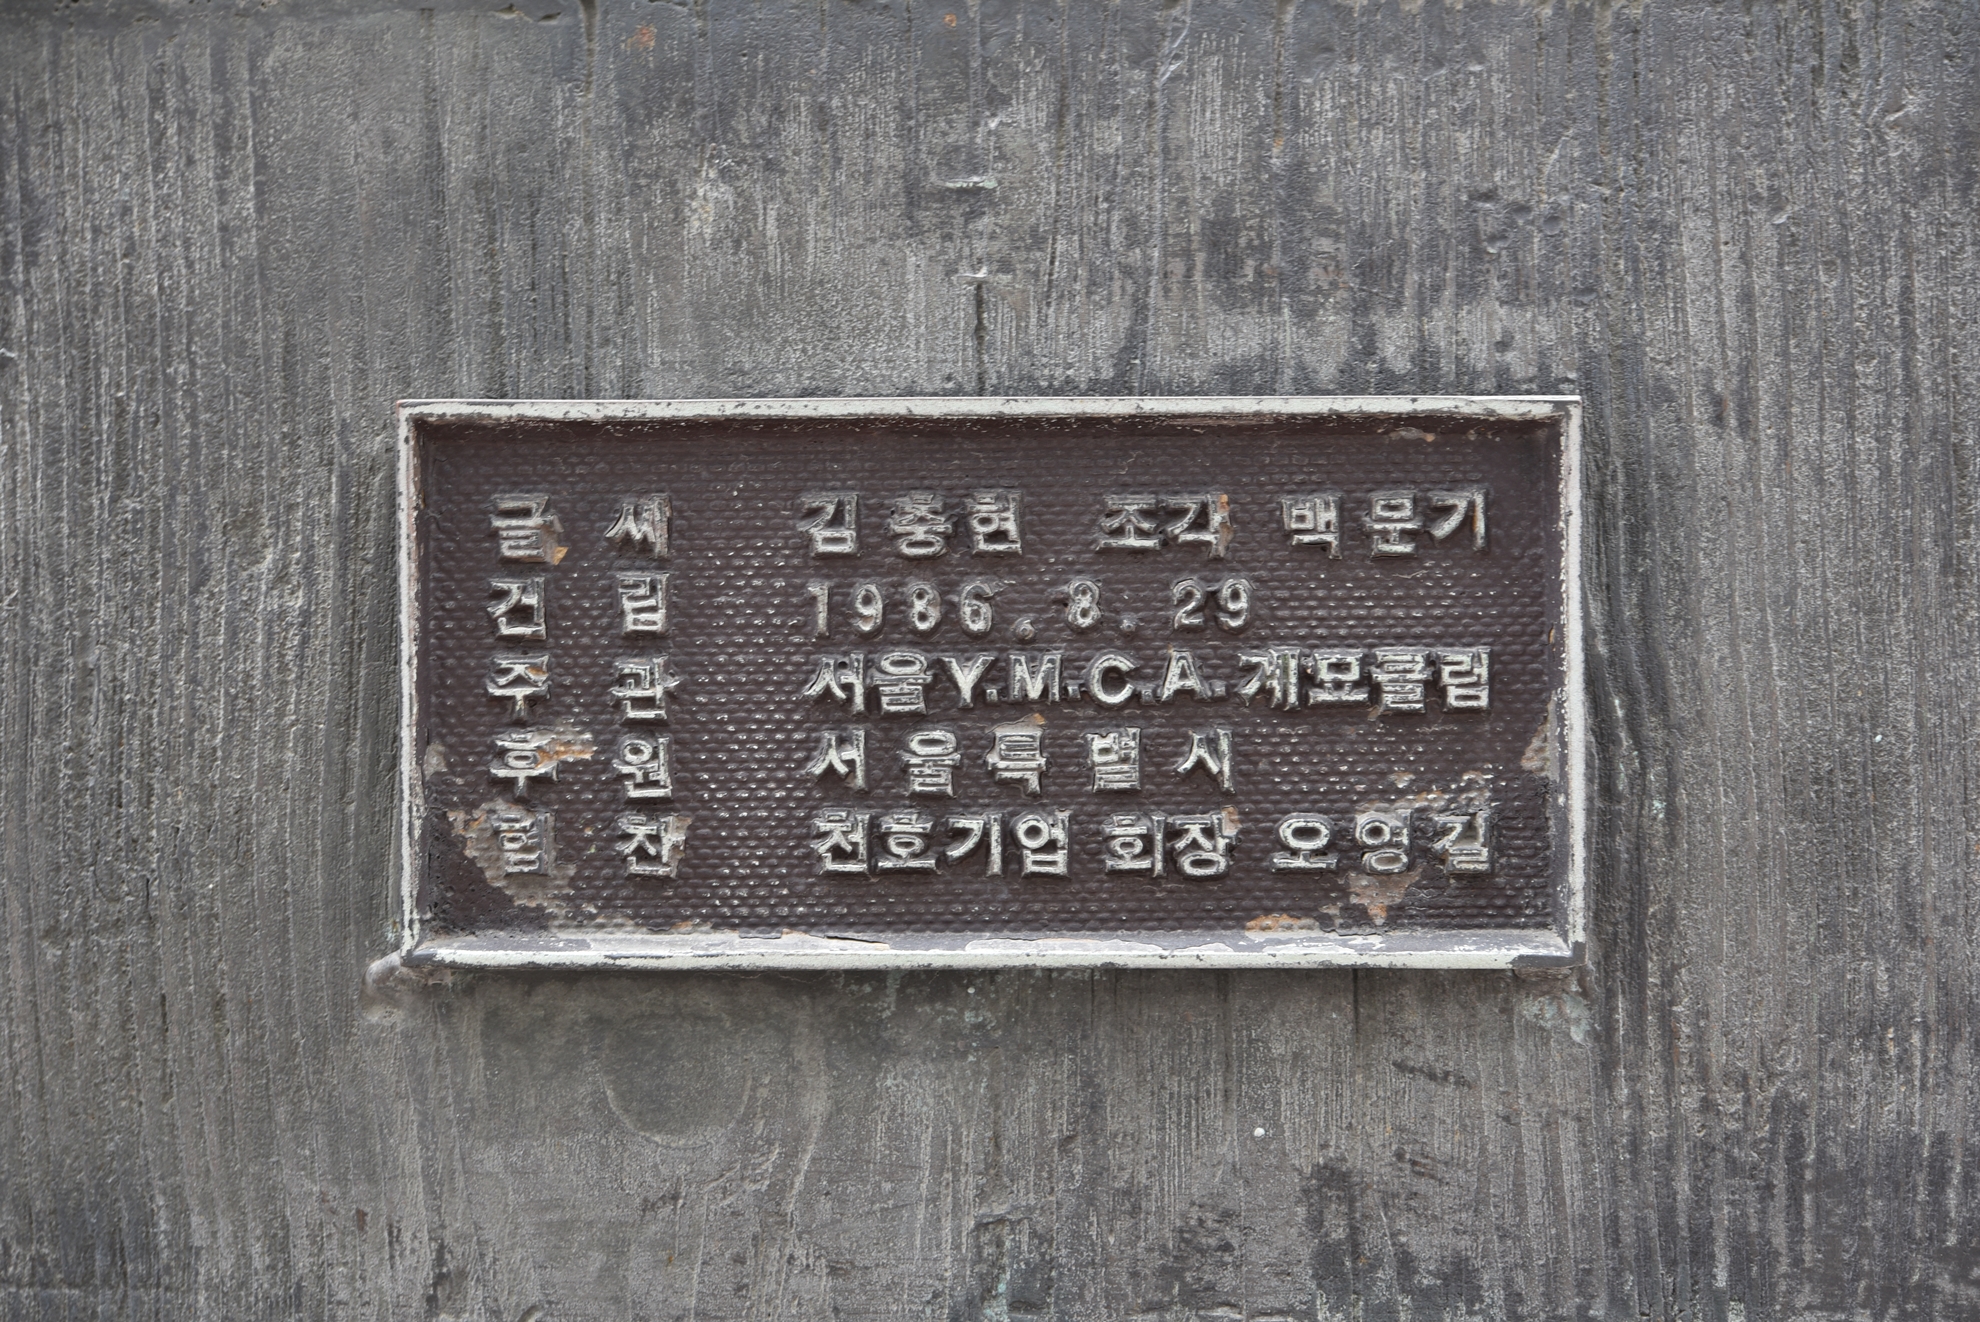 글 씨 김충현 조각 백문기
건 립 1986.8.29
주 관 서울Y.M.C.A.계묘클럽
후 원 서울특별시
협 찬 천호기업 회장 오영길